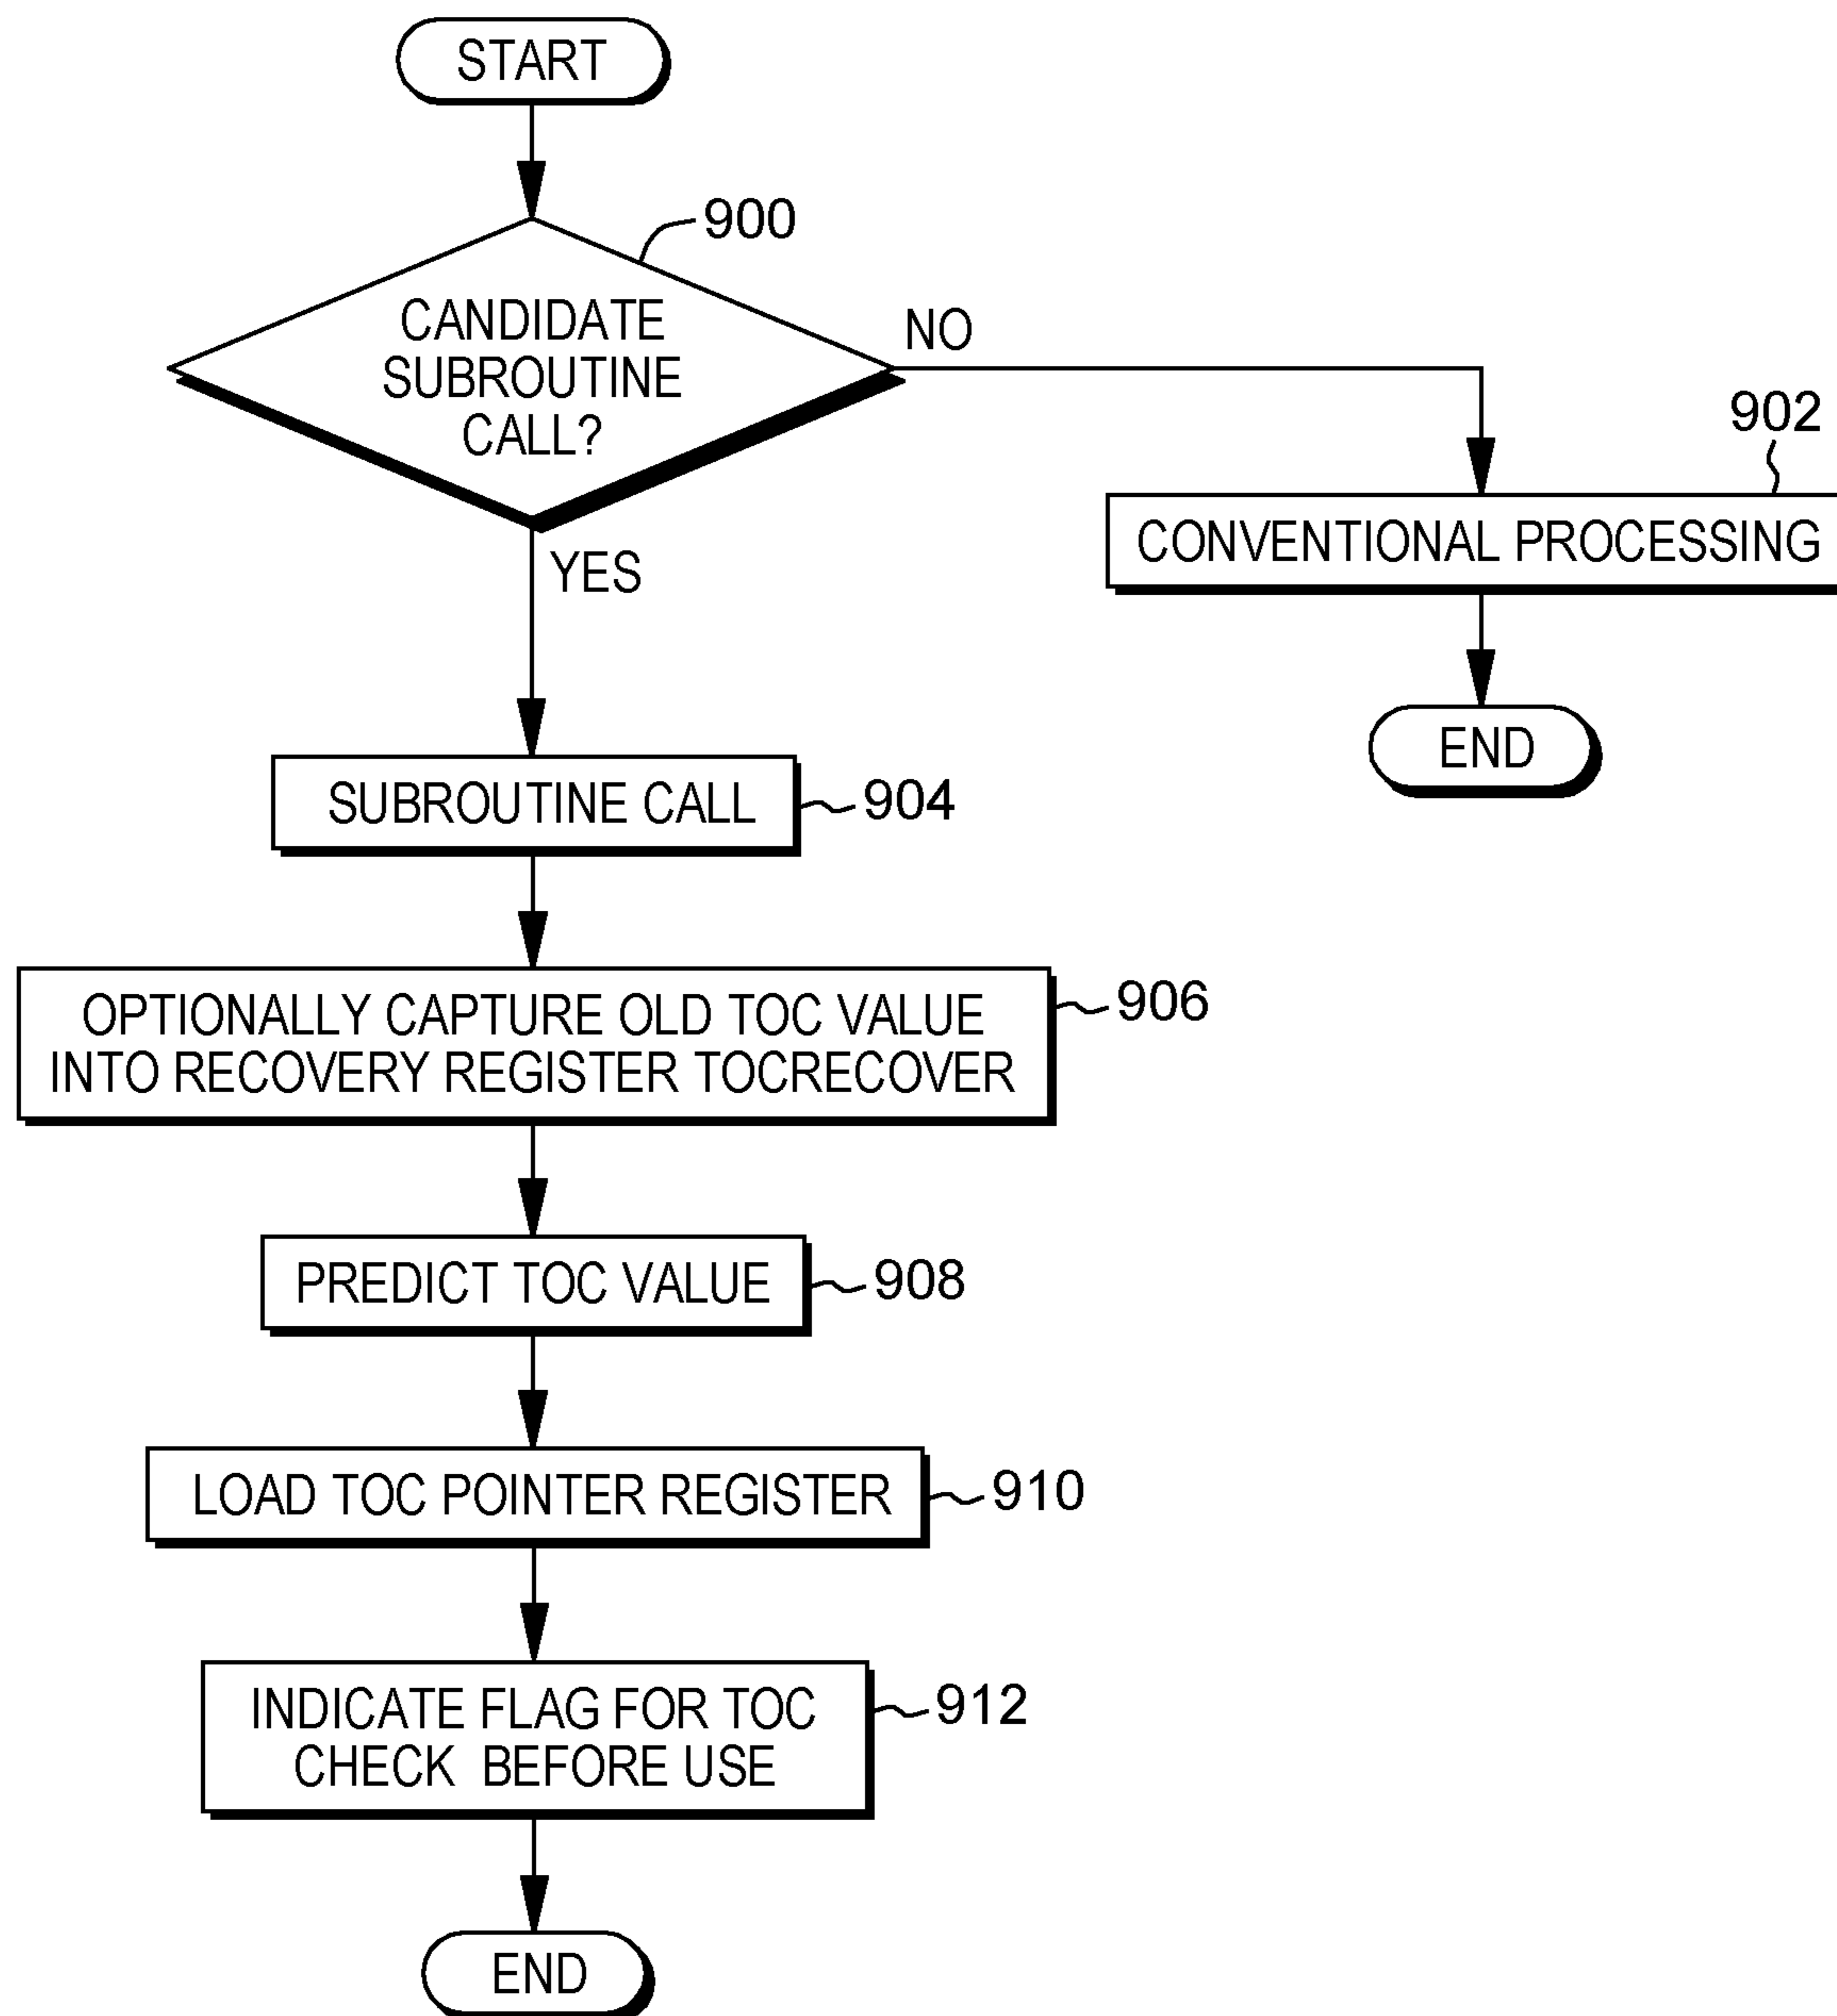 START
900
CANDIDATE
SUBROUTINE
CALL?
NO
YES
902
CONVENTIONAL PROCESSING
END
SUBROUTINE CALL
904
OPTIONALLY CAPTURE OLD TOC VALUE
INTO RECOVERY REGISTER TOCRECOVER
906
PREDICT TOC VALUE
908
LOAD TOC POINTER REGISTER
910
INDICATE FLAG FOR TOC
CHECK BEFORE USE
912
END